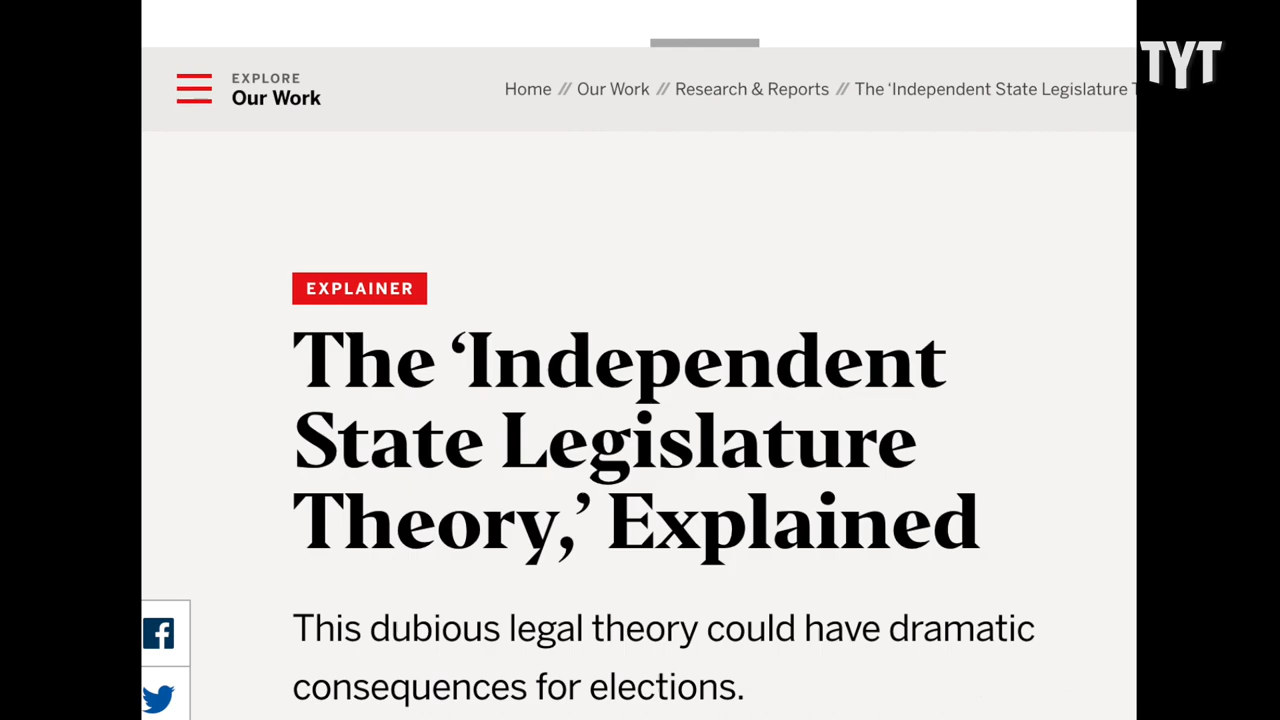 TYT
EXPLORE
Our Work
Home // Our Work // Research & Reports // The ‘Independent State Legislature
EXPLAINER
The ‘Independent
State Legislature
Theory,’ Explained
This dubious legal theory could have dramatic
consequences for elections.